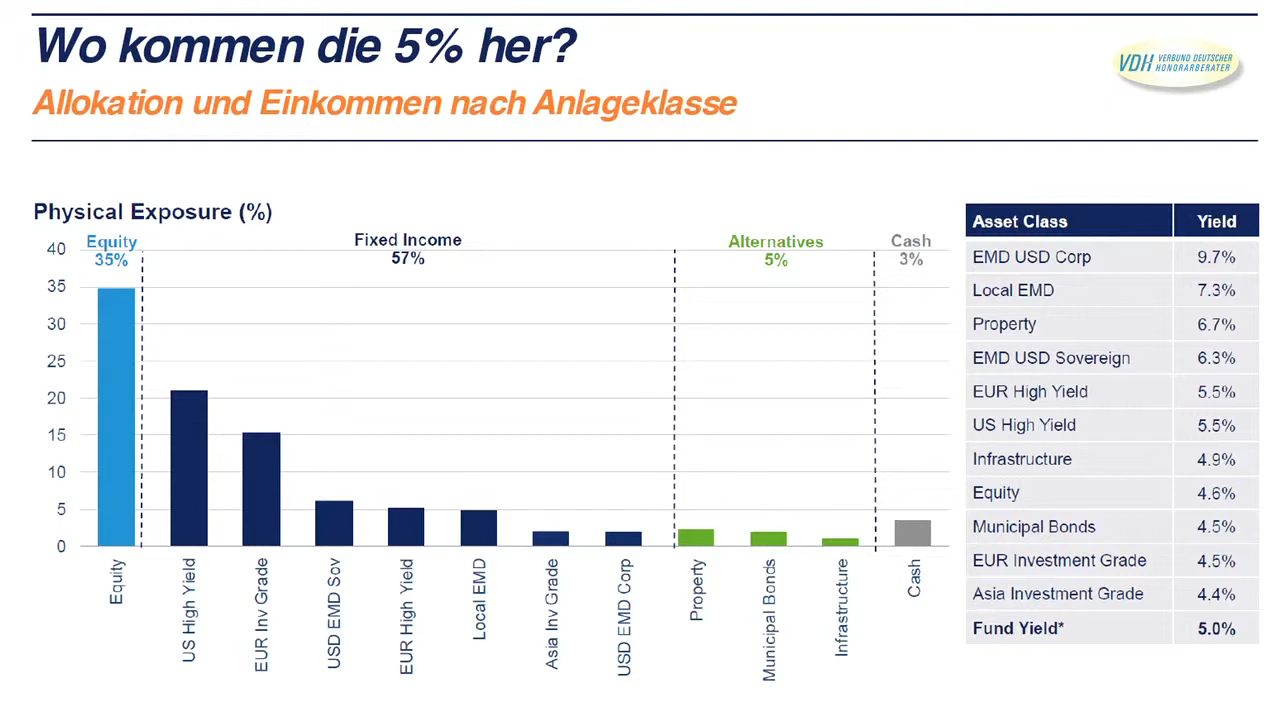 Wo kommen die 5% her?
Allokation und Einkommen nach Anlageklasse
VDH VERBUND DEUTSCHER
HONORARBERATER
Physical Exposure (%)
Equity
35%
Fixed Income
57%
Alternatives
5%
Cash
3%
40
35
30
25
20
15
10
5
0
Equity
US High Yield
EUR Inv Grade
USD EMD Sov
EUR High Yield
Local EMD
Asia Inv Grade
USD EMD Corp
Property
Municipal Bonds
Infrastructure
Cash
Asset Class Yield
EMD USD Corp 9.7%
Local EMD 7.3%
Property 6.7%
EMD USD Sovereign 6.3%
EUR High Yield 5.5%
US High Yield 5.5%
Infrastructure 4.9%
Equity 4.6%
Municipal Bonds 4.5%
EUR Investment Grade 4.5%
Asia Investment Grade 4.4%
Fund Yield* 5.0%